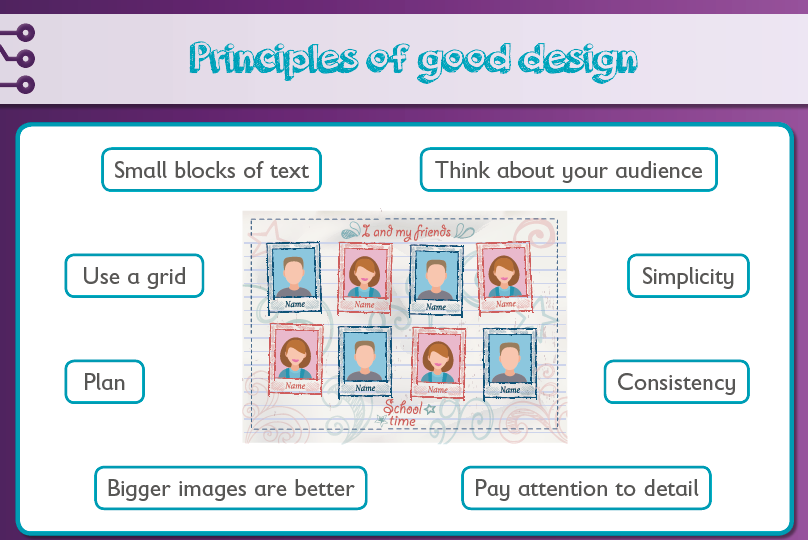 Principles of good design
Small blocks of text
Think about your audience
I and my friends
Use a grid
Simplicity
Name
Name
Name
Name
Plan
Consistency
Name
Name
Name
Name
School
time
Bigger images are better
Pay attention to detail